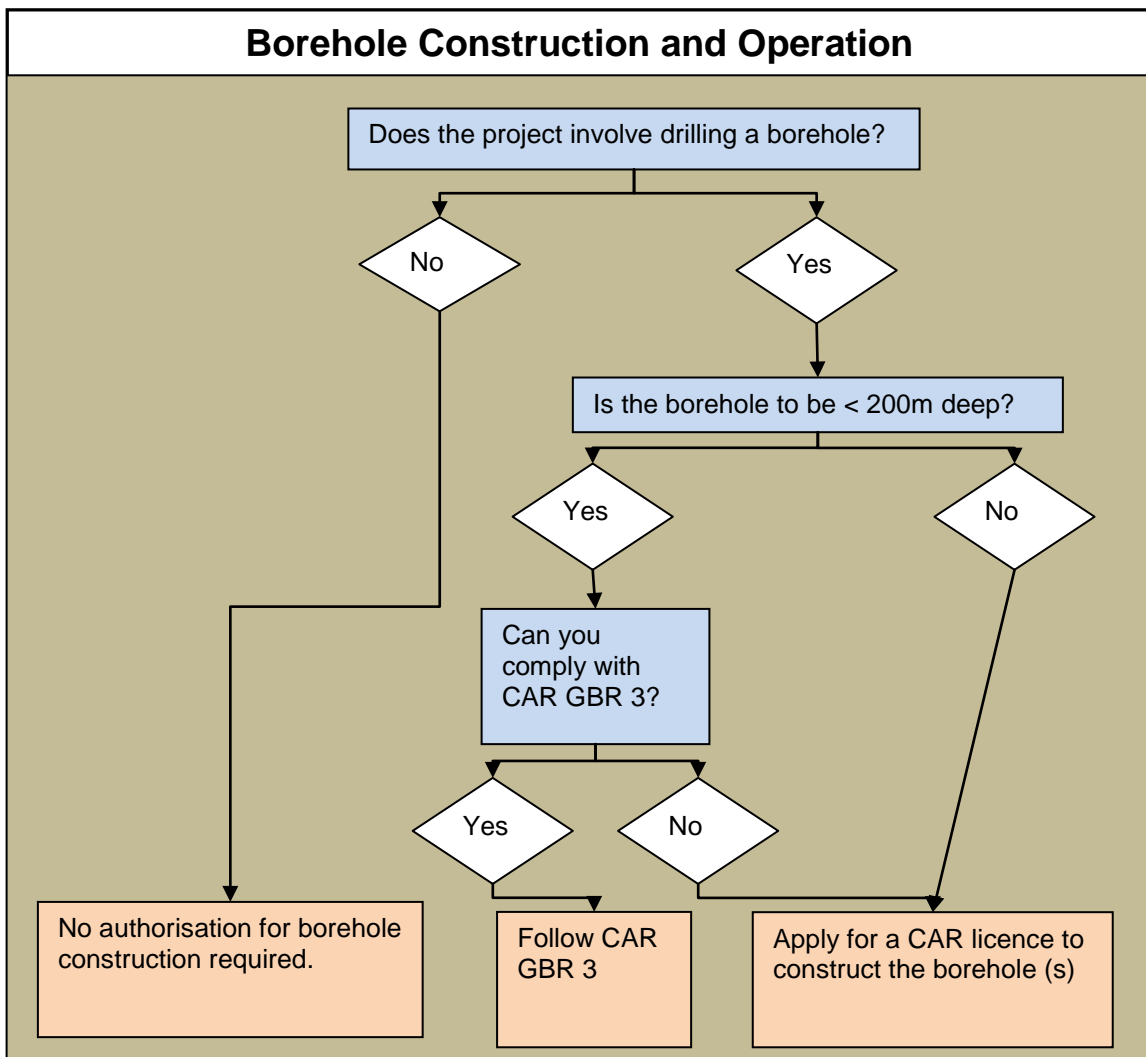 Borehole Construction and Operation
Does the project involve drilling a borehole?
No
Yes
Is the borehole to be < 200m deep?
Yes
No
Can you
comply with
CAR GBR 3?
Yes
No
No authorisation for borehole
construction required.
Follow CAR
GBR 3
Apply for a CAR licence to
construct the borehole (s)